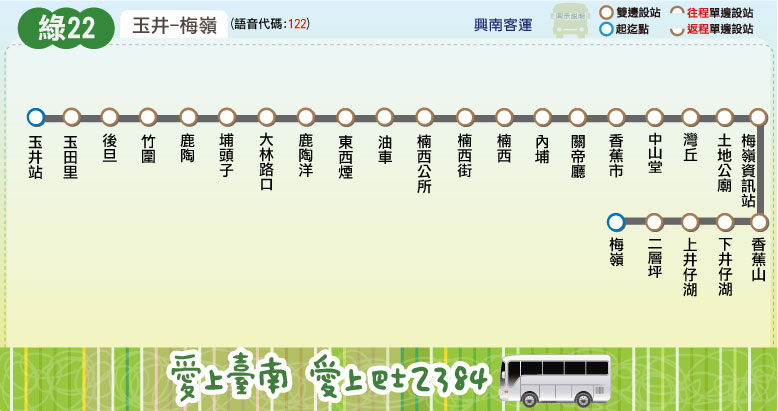 綠22
玉井-梅嶺
(語音代碼:122)
興南客運
雙邊設站
往程單邊設站
起迄點
返程單邊設站
玉井站
玉田里
後旦
竹圍
鹿陶
埔頭子
大林路口
鹿陶洋
東西煙
油車
楠西公所
楠西街
楠西
內埔
關帝廳
香蕉市
中山堂
灣丘
土地公廟
梅嶺資訊站
香蕉山
下井仔湖
上井仔湖
二層坪
梅嶺
愛上臺南 愛上巴士2384